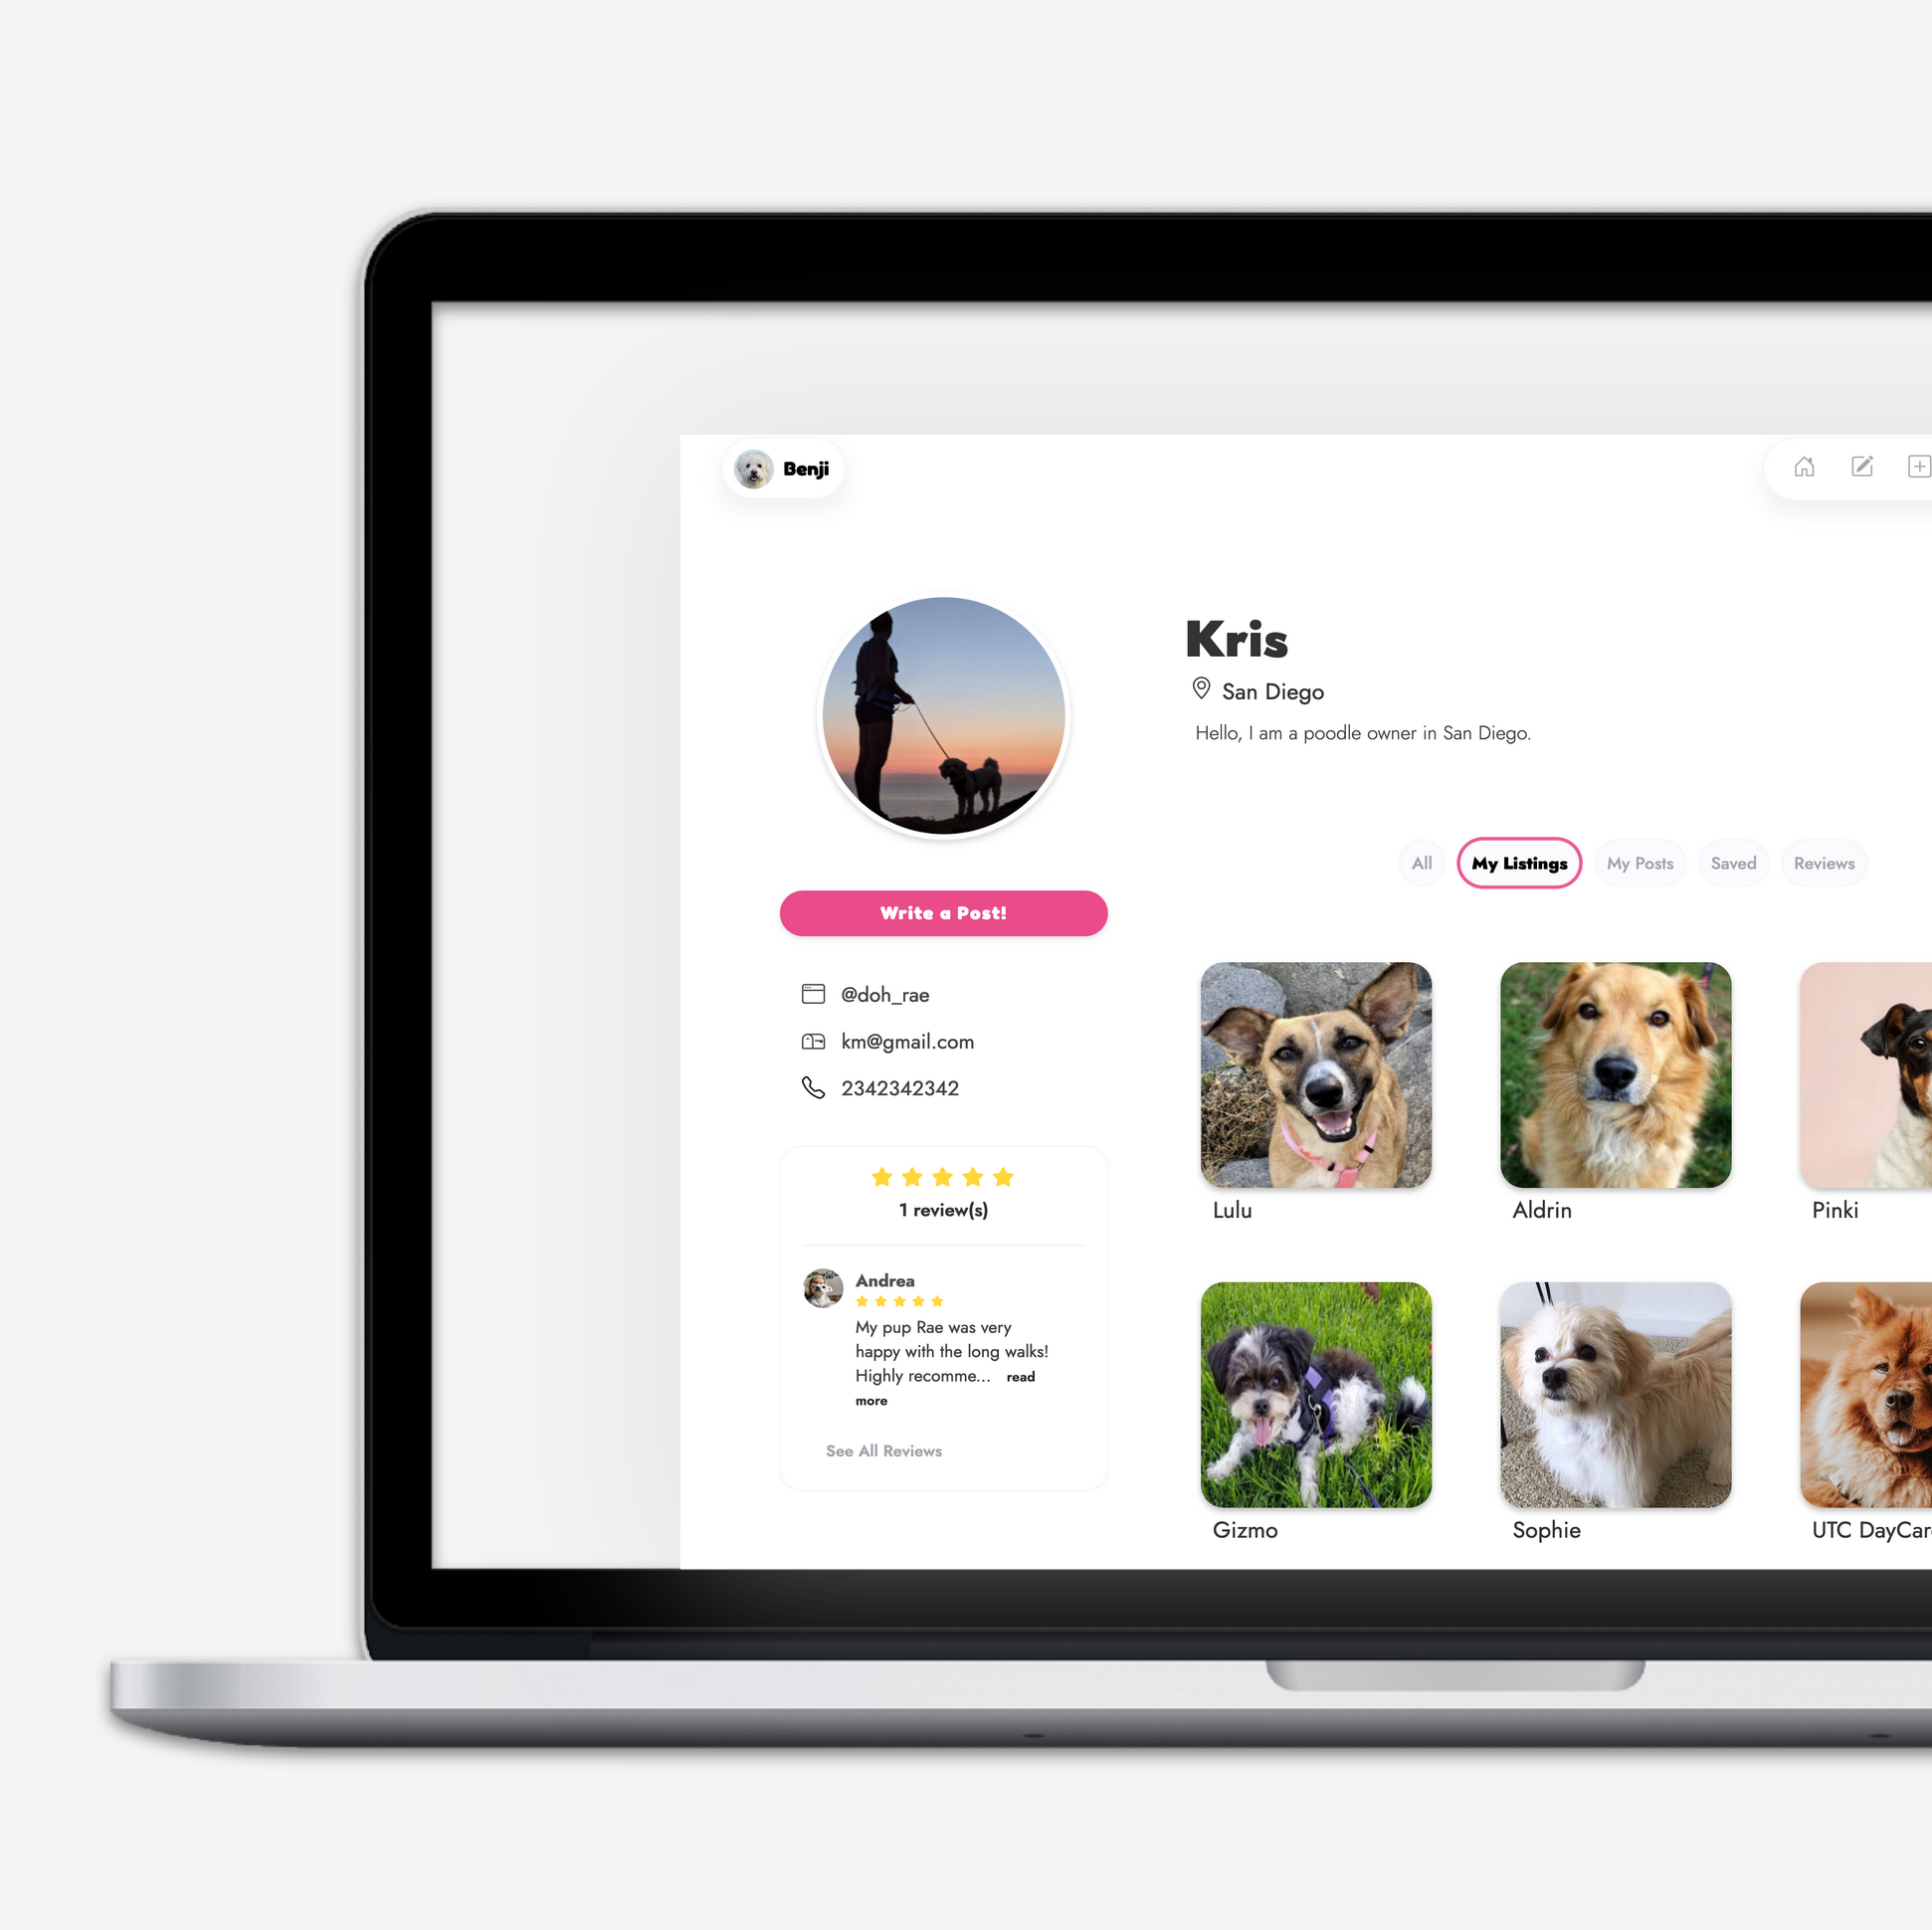 Benji
Kris
San Diego
Hello, I am a poodle owner in San Diego.
All My Listings My Posts Saved Reviews
Write a Post!
@doh_rae
km@gmail.com
2342342342
1 review(s)
Andrea
My pup Rae was very
happy with the long walks!
Highly recomme... read
more
See All Reviews
Lulu Aldrin Pinki
Gizmo Sophie UTC DayCar